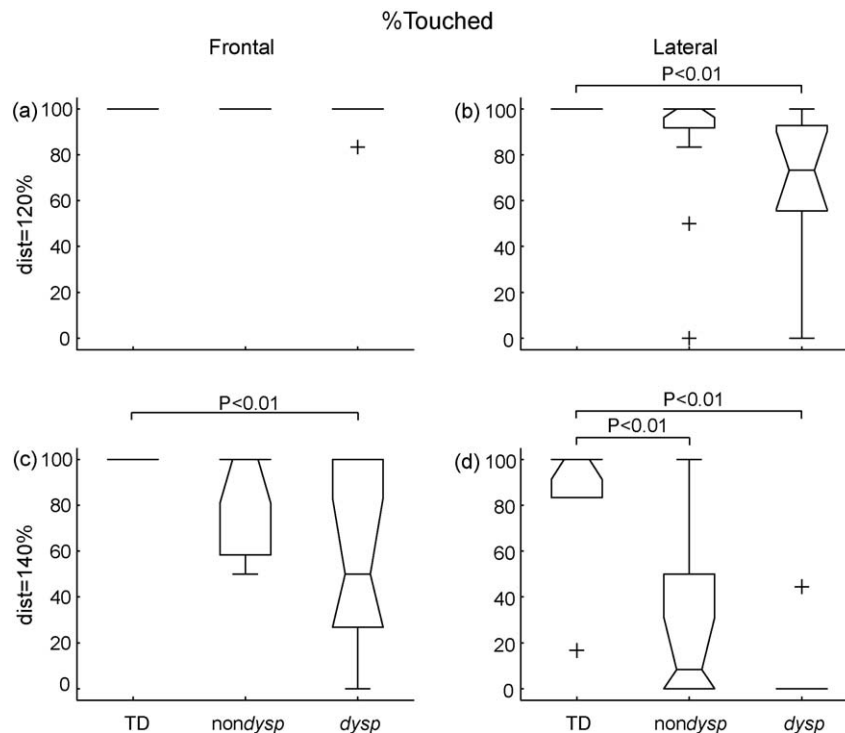 %Touched
Frontal
Lateral
(a)
100
80
60
40
20
0
dist=120%
(b)
P<0.01
100
80
60
40
20
0
(c)
P<0.01
100
80
60
40
20
0
dist=140%
TD nondysp dysp
(d)
P<0.01
P<0.01
100
80
60
40
20
0
TD nondysp dysp